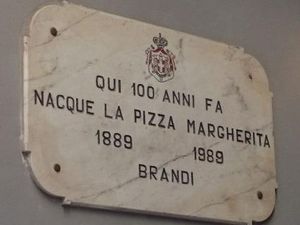 QUI 100 ANNI FA
NACQUE LA PIZZA MARGHERITA
1889 1989
BRANDI